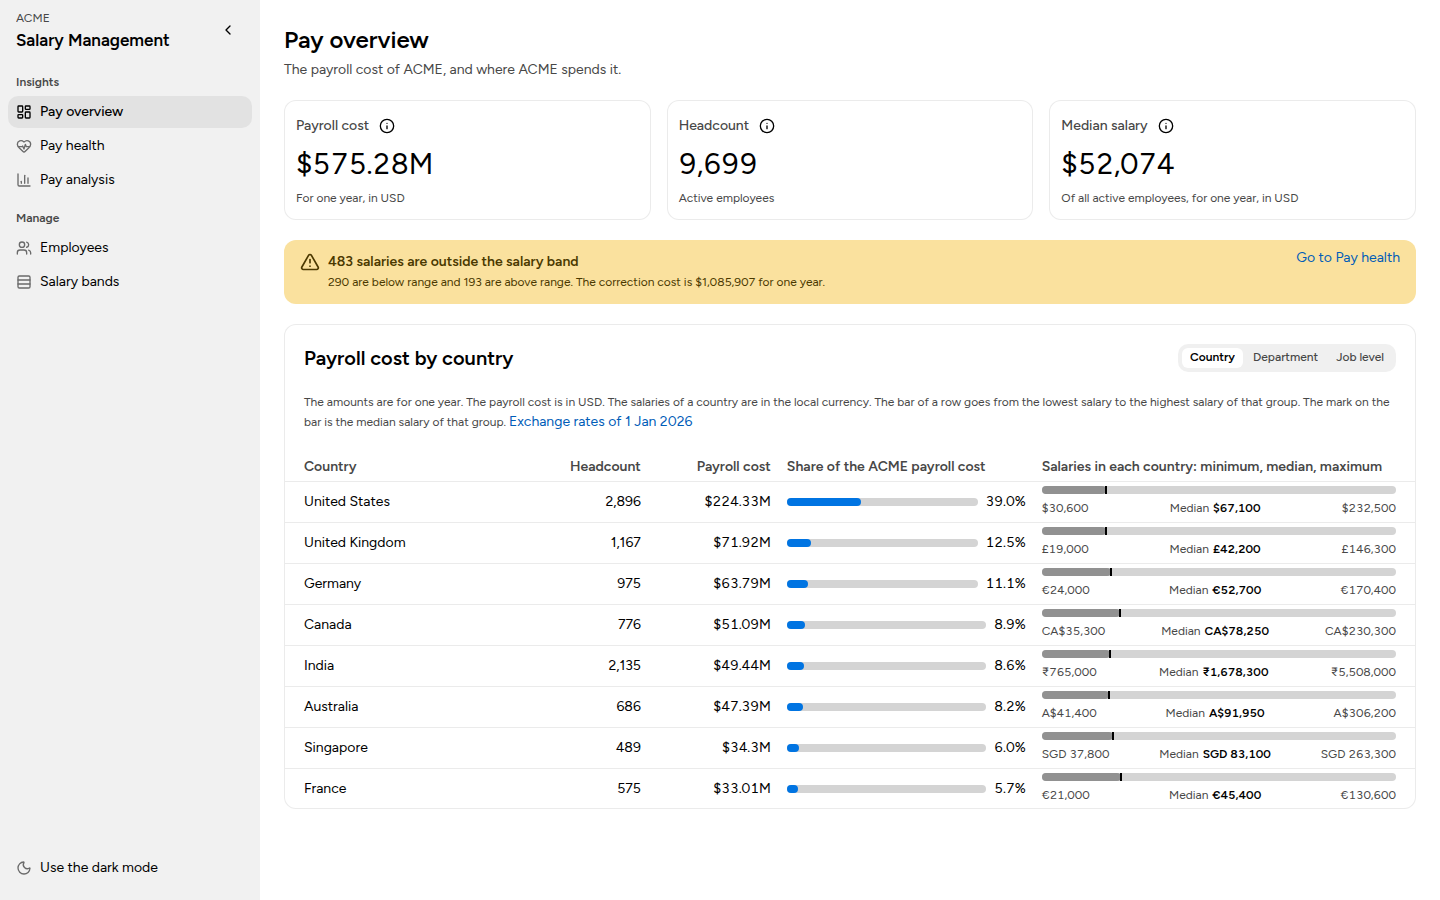 ACME
Salary Management
Insights
Pay overview
Pay health
Pay analysis
Manage
Employees
Salary bands
Use the dark mode
Pay overview
The payroll cost of ACME, and where ACME spends it.
Payroll cost
$575.28M
For one year, in USD
Headcount
9,699
Active employees
Median salary
$52,074
Of all active employees, for one year, in USD
483 salaries are outside the salary band
290 are below range and 193 are above range. The correction cost is $1,085,907 for one year.
Go to Pay health
Payroll cost by country
Country Department Job level
The amounts are for one year. The payroll cost is in USD. The salaries of a country are in the local currency. The bar of a row goes from the lowest salary to the highest salary of that group. The mark on the
bar is the median salary of that group. Exchange rates of 1 Jan 2026
Country Headcount Payroll cost Share of the ACME payroll cost Salaries in each country: minimum, median, maximum
United States 2,896 $224.33M 39.0%
$30,600 Median $67,100 $232,500
United Kingdom 1,167 $71.92M 12.5%
£19,000 Median £42,200 £146,300
Germany 975 $63.79M 11.1%
€24,000 Median €52,700 €170,400
Canada 776 $51.09M 8.9%
CA$35,300 Median CA$78,250 CA$230,300
India 2,135 $49.44M 8.6%
₹765,000 Median ₹1,678,300 ₹5,508,000
Australia 686 $47.39M 8.2%
A$41,400 Median A$91,950 A$306,200
Singapore 489 $34.3M 6.0%
SGD 37,800 Median SGD 83,100 SGD 263,300
France 575 $33.01M 5.7%
€21,000 Median €45,400 €130,600